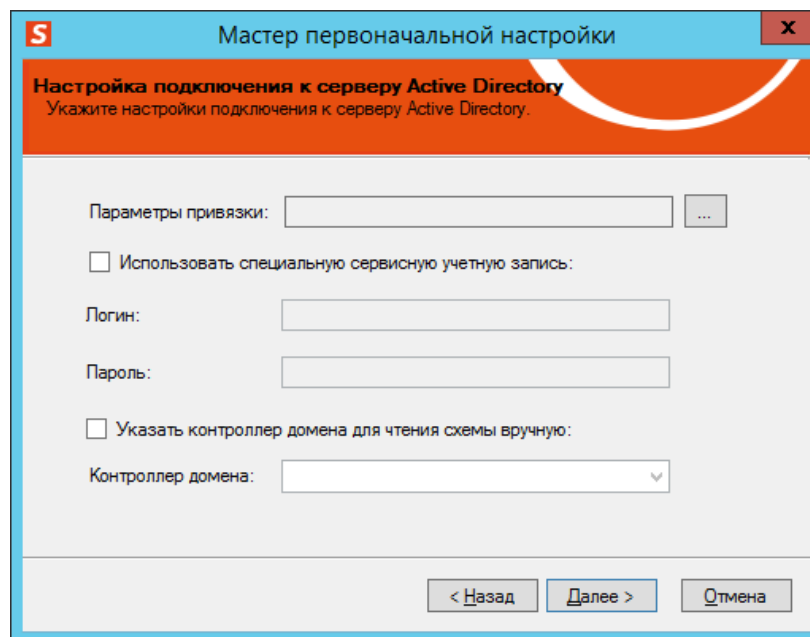 S
Мастер первоначальной настройки
x
Настройка подключения к серверу Active Directory
Укажите настройки подключения к серверу Active Directory.
Параметры привязки:
...
Использовать специальную сервисную учетную запись:
Логин:
Пароль:
Указать контроллер домена для чтения схемы вручную:
Контроллер домена:
< Назад Далее > Отмена